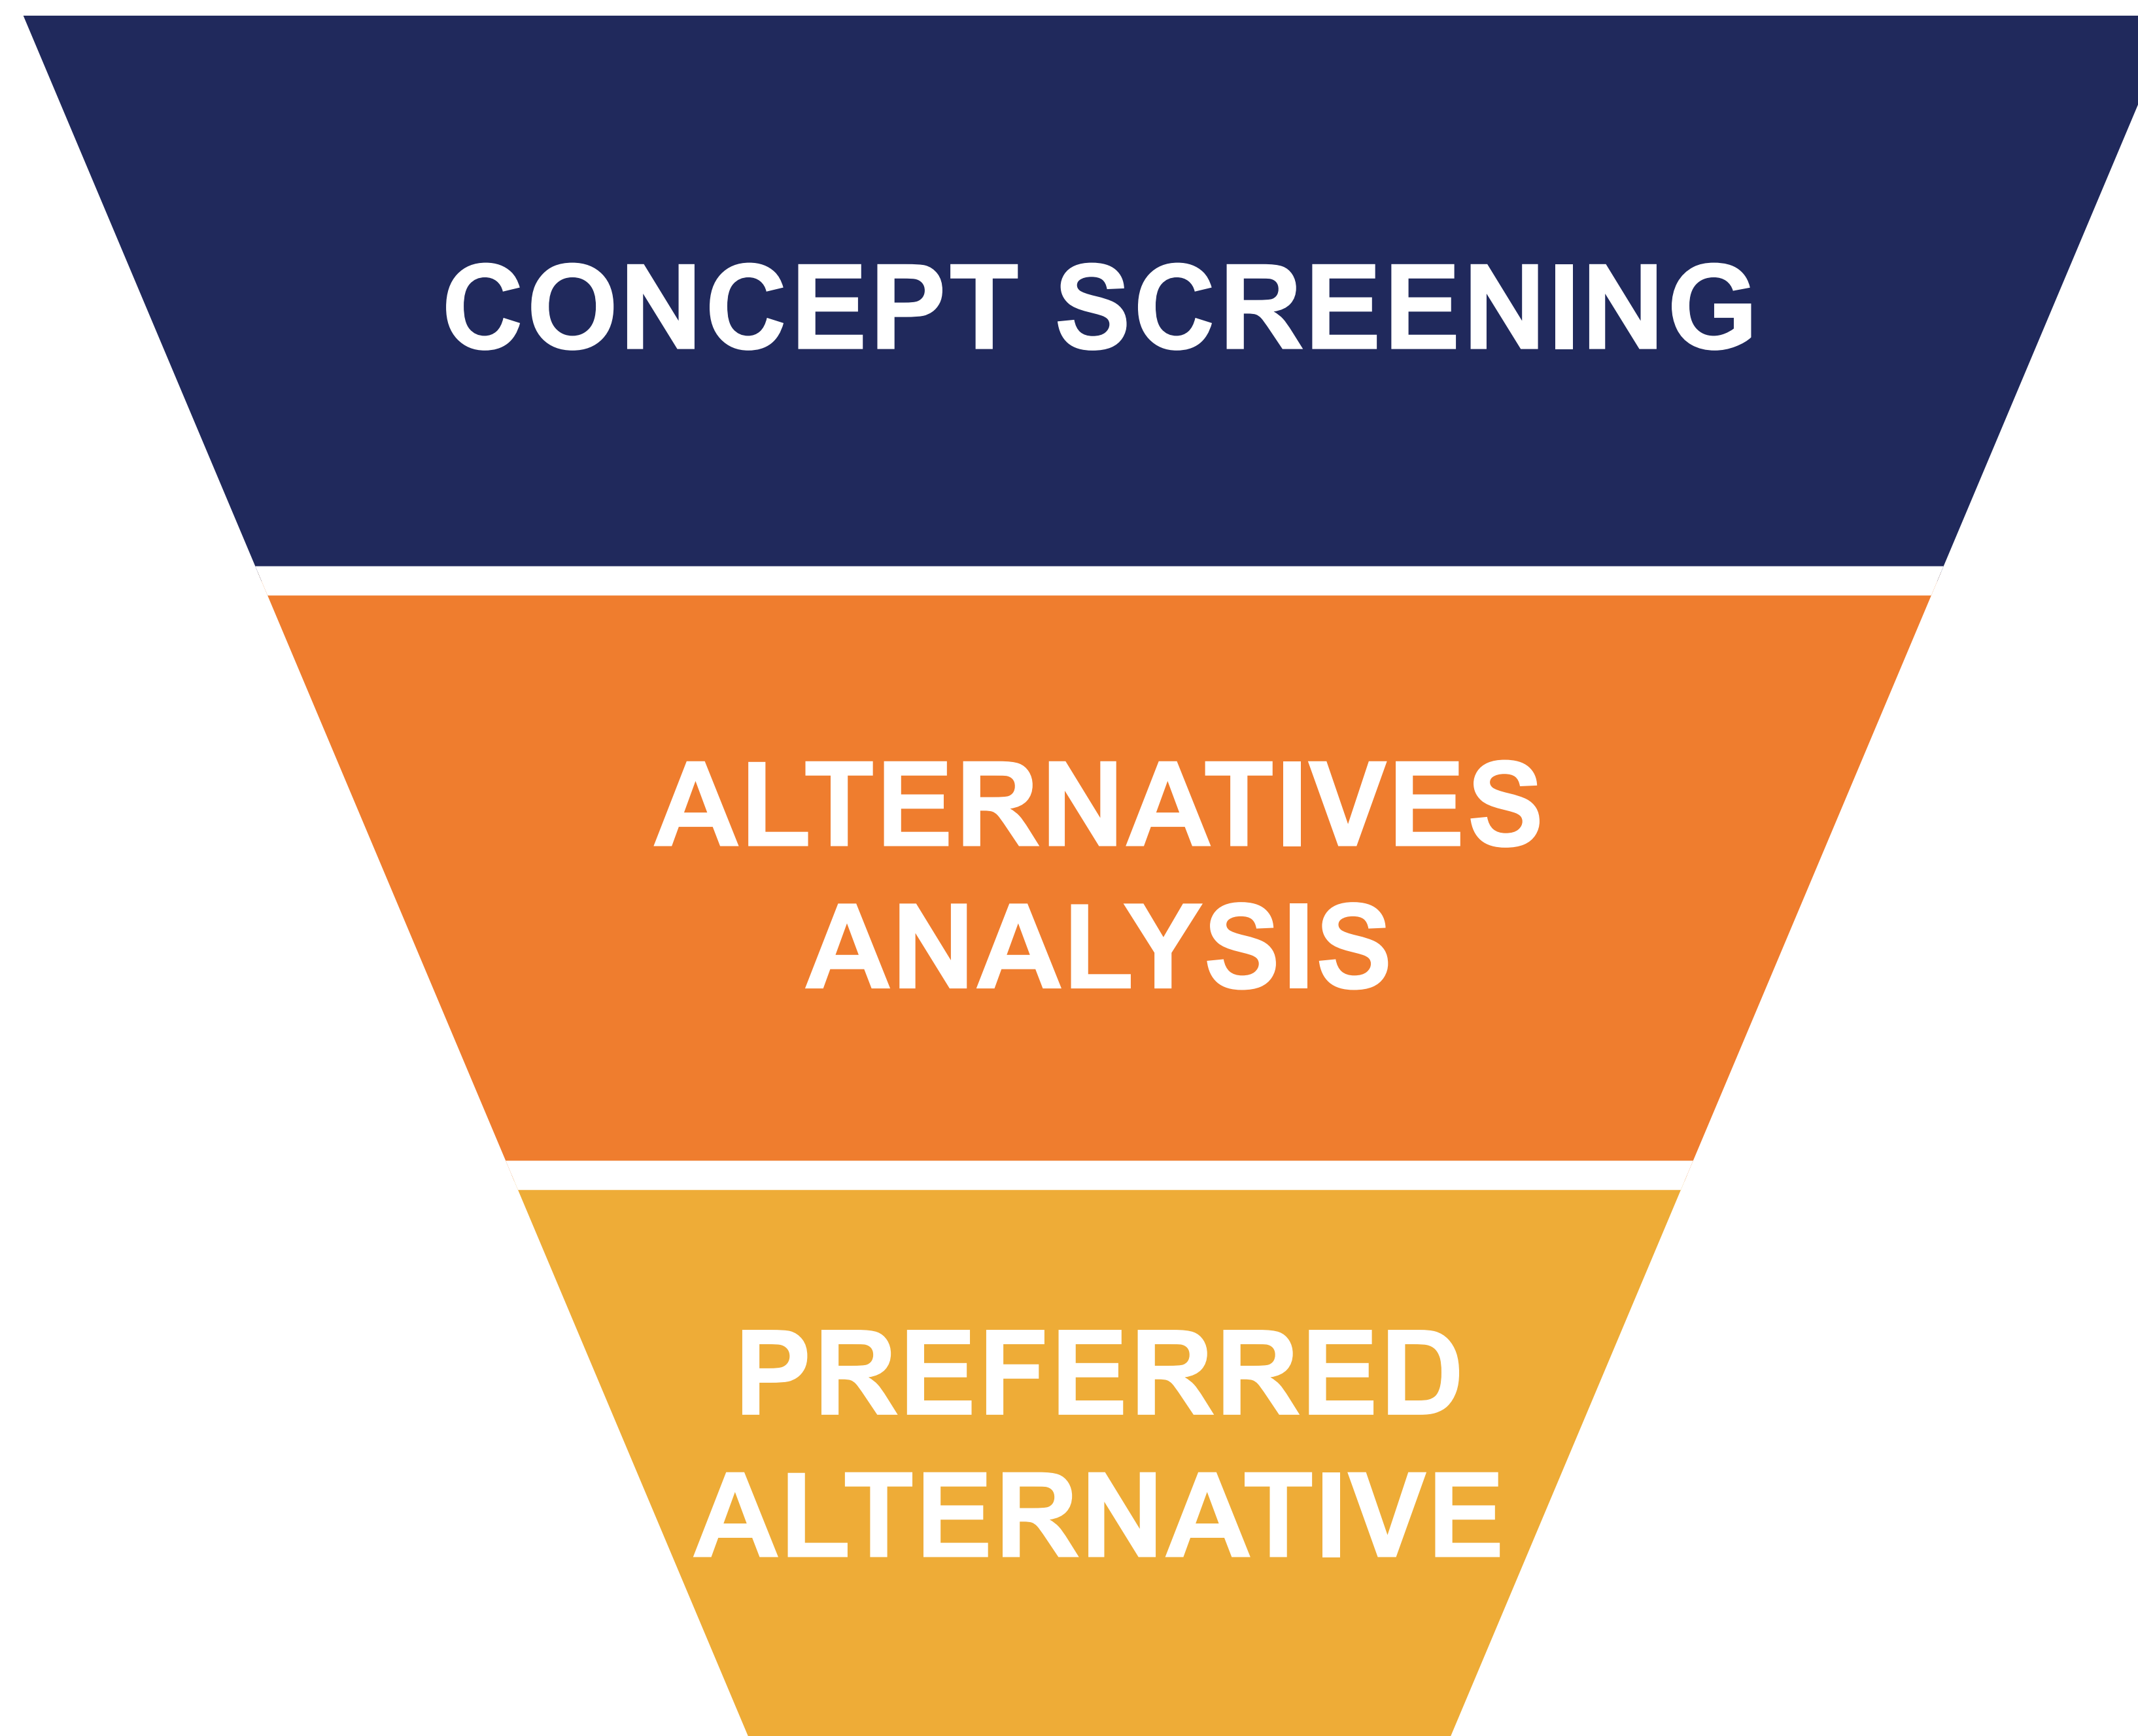 CONCEPT SCREENING
ALTERNATIVES
ANALYSIS
PREFERRED
ALTERNATIVE